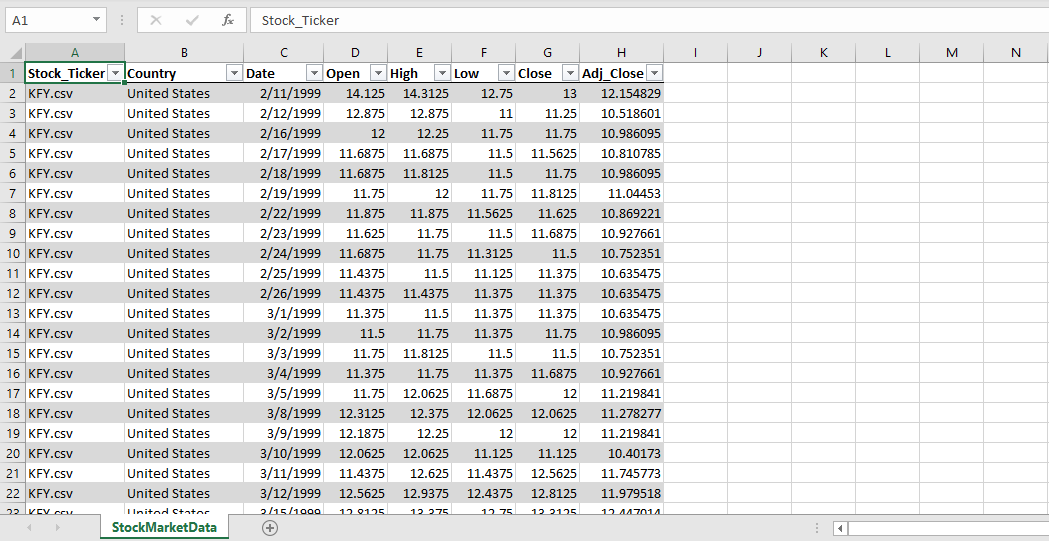 A1 fx Stock_Ticker
A B C D E F G H I J K L M N
1 Stock_Ticker Country Date Open High Low Close Adj_Close
2 KFY.csv United States 2/11/1999 14.125 14.3125 12.75 13 12.154829
3 KFY.csv United States 2/12/1999 12.875 12.875 11 11.25 10.518601
4 KFY.csv United States 2/16/1999 12 12.25 11.75 11.75 10.986095
5 KFY.csv United States 2/17/1999 11.6875 11.6875 11.5 11.5625 10.810785
6 KFY.csv United States 2/18/1999 11.6875 11.8125 11.5 11.75 10.986095
7 KFY.csv United States 2/19/1999 11.75 12 11.75 11.8125 11.04453
8 KFY.csv United States 2/22/1999 11.875 11.875 11.5625 11.625 10.869221
9 KFY.csv United States 2/23/1999 11.625 11.75 11.5 11.6875 10.927661
10 KFY.csv United States 2/24/1999 11.6875 11.75 11.3125 11.5 10.752351
11 KFY.csv United States 2/25/1999 11.4375 11.5 11.125 11.375 10.635475
12 KFY.csv United States 2/26/1999 11.4375 11.4375 11.375 11.375 10.635475
13 KFY.csv United States 3/1/1999 11.375 11.5 11.375 11.375 10.635475
14 KFY.csv United States 3/2/1999 11.5 11.75 11.375 11.75 10.986095
15 KFY.csv United States 3/3/1999 11.75 11.8125 11.5 11.5 10.752351
16 KFY.csv United States 3/4/1999 11.375 11.75 11.375 11.6875 10.927661
17 KFY.csv United States 3/5/1999 11.75 12.0625 11.6875 12 11.219841
18 KFY.csv United States 3/8/1999 12.3125 12.375 12.0625 12.0625 11.278277
19 KFY.csv United States 3/9/1999 12.1875 12.25 12 12 11.219841
20 KFY.csv United States 3/10/1999 12.0625 12.0625 11.125 11.125 10.40173
21 KFY.csv United States 3/11/1999 11.4375 12.625 11.4375 12.5625 11.745773
22 KFY.csv United States 3/12/1999 12.5625 12.9375 12.4375 12.8125 11.979518
23 KFY.csv United States 3/15/1999 12.8125 13.375 12.75 13.3125 12.447014
StockMarketData